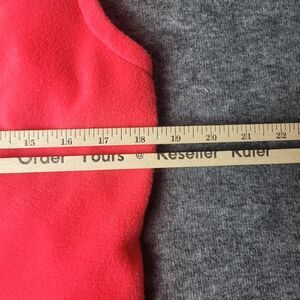 15 16 17 18 19 20 21 22
Order Yours @ Reseller Ruler